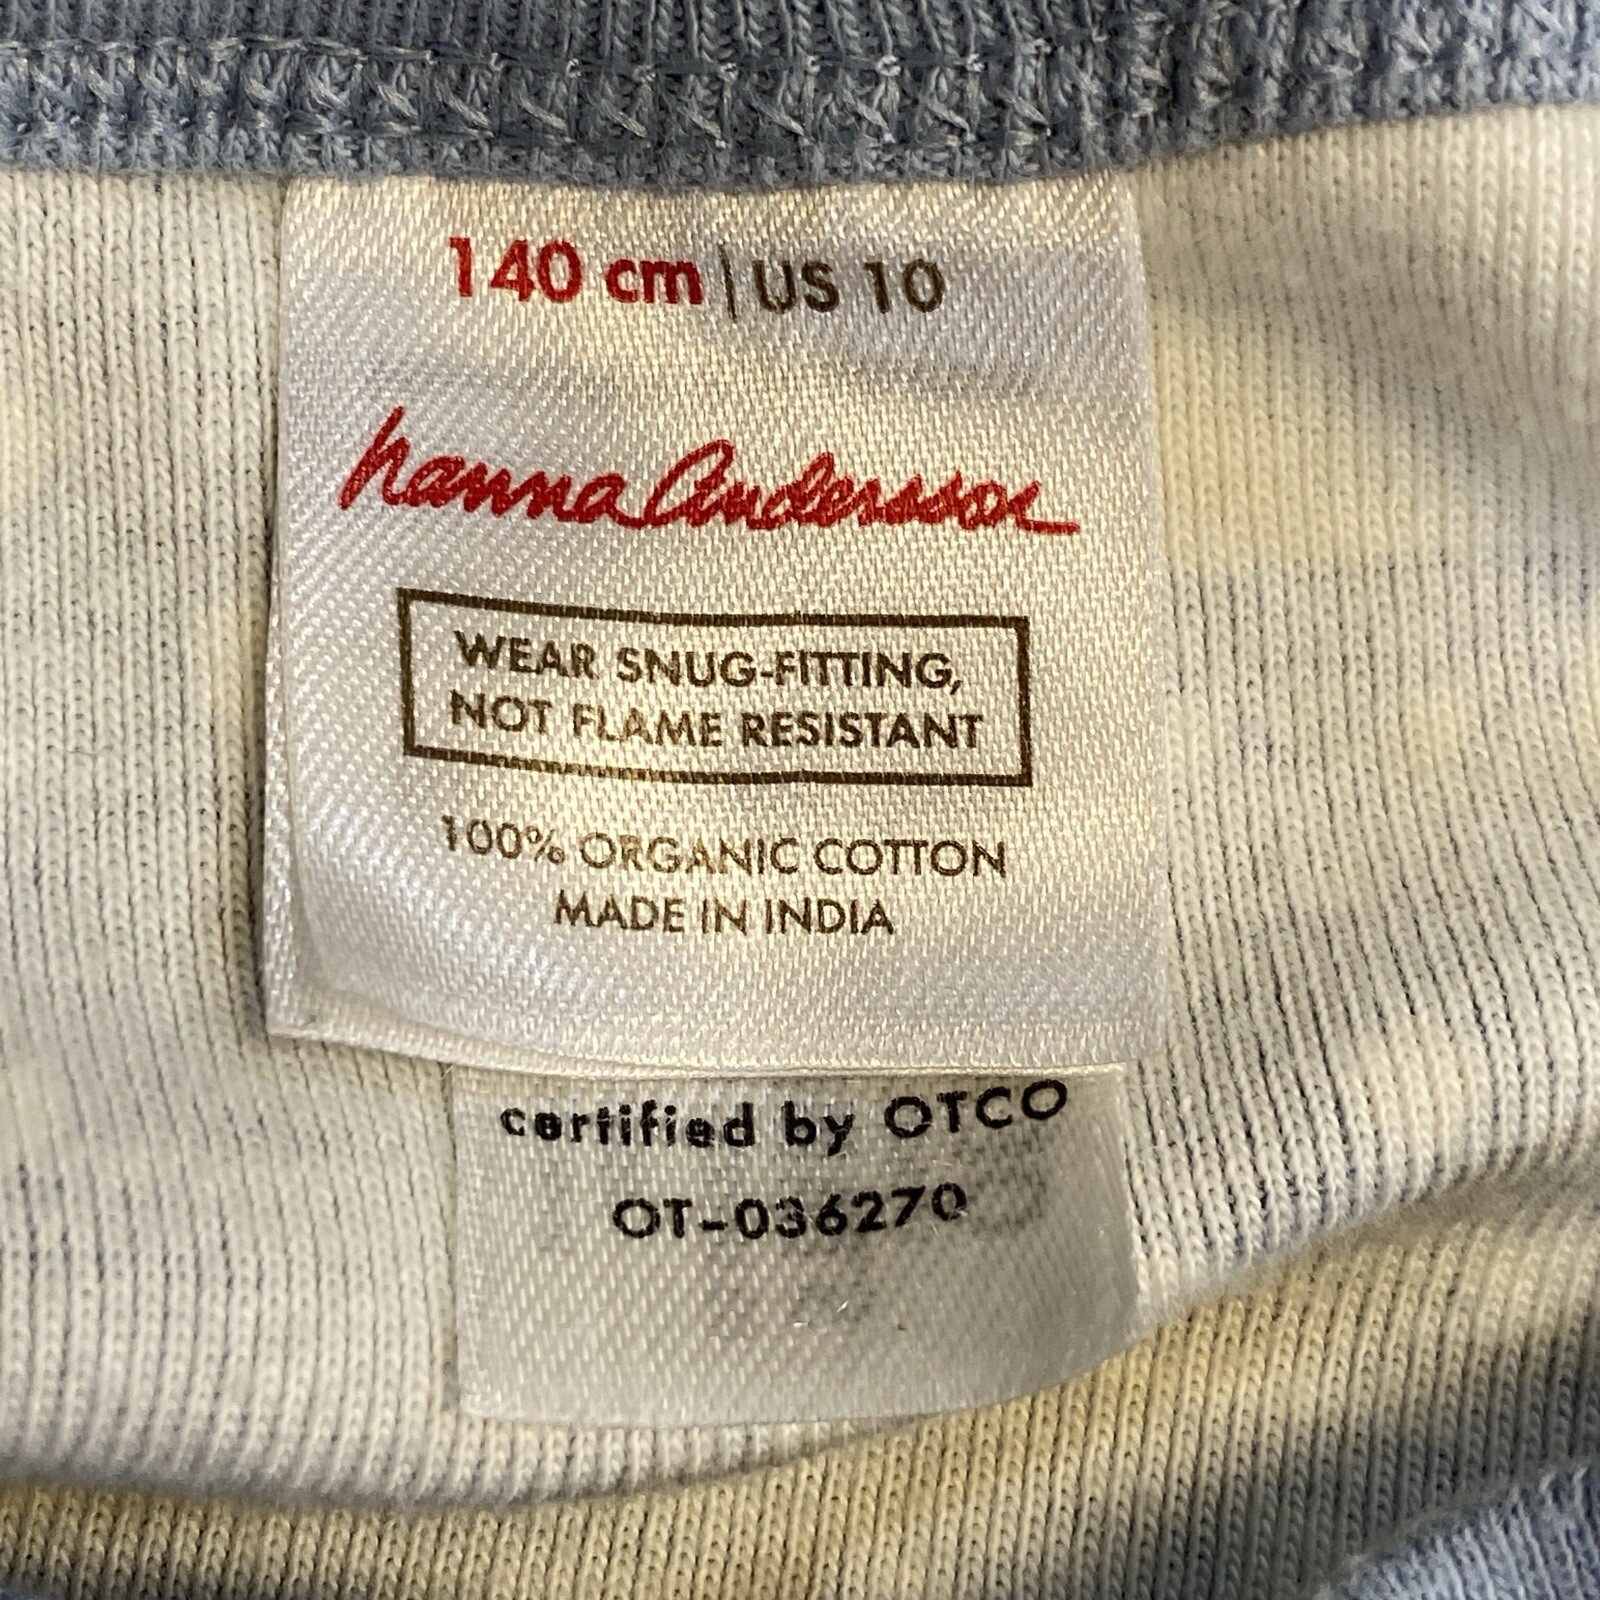 140 cm | US 10
hanna Andersson
WEAR SNUG-FITTING,
NOT FLAME RESISTANT
100% ORGANIC COTTON
MADE IN INDIA
certified by OTCO
OT-036270